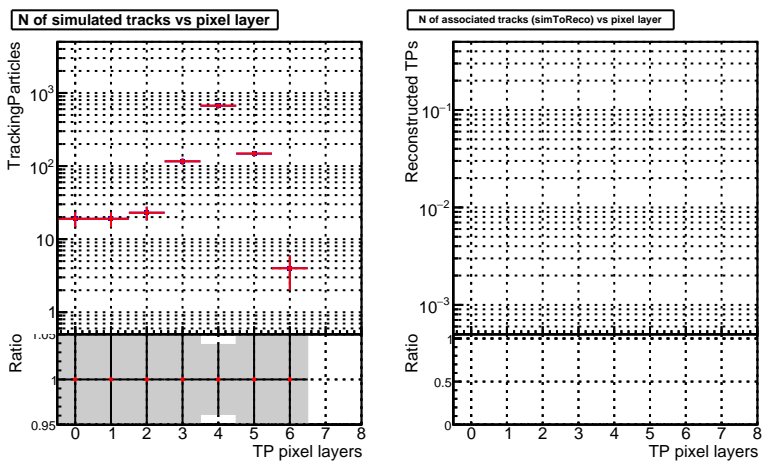 N of simulated tracks vs pixel layer
TrackingParticles
10³
10²
10
1
Ratio
1.05
1
0.95
0 1 2 3 4 5 6 7 8
TP pixel layers
N of associated tracks (simToReco) vs pixel layer
Reconstructed TPs
10⁻¹
10⁻²
10⁻³
Ratio
1
0.5
0
0 1 2 3 4 5 6 7 8
TP pixel layers